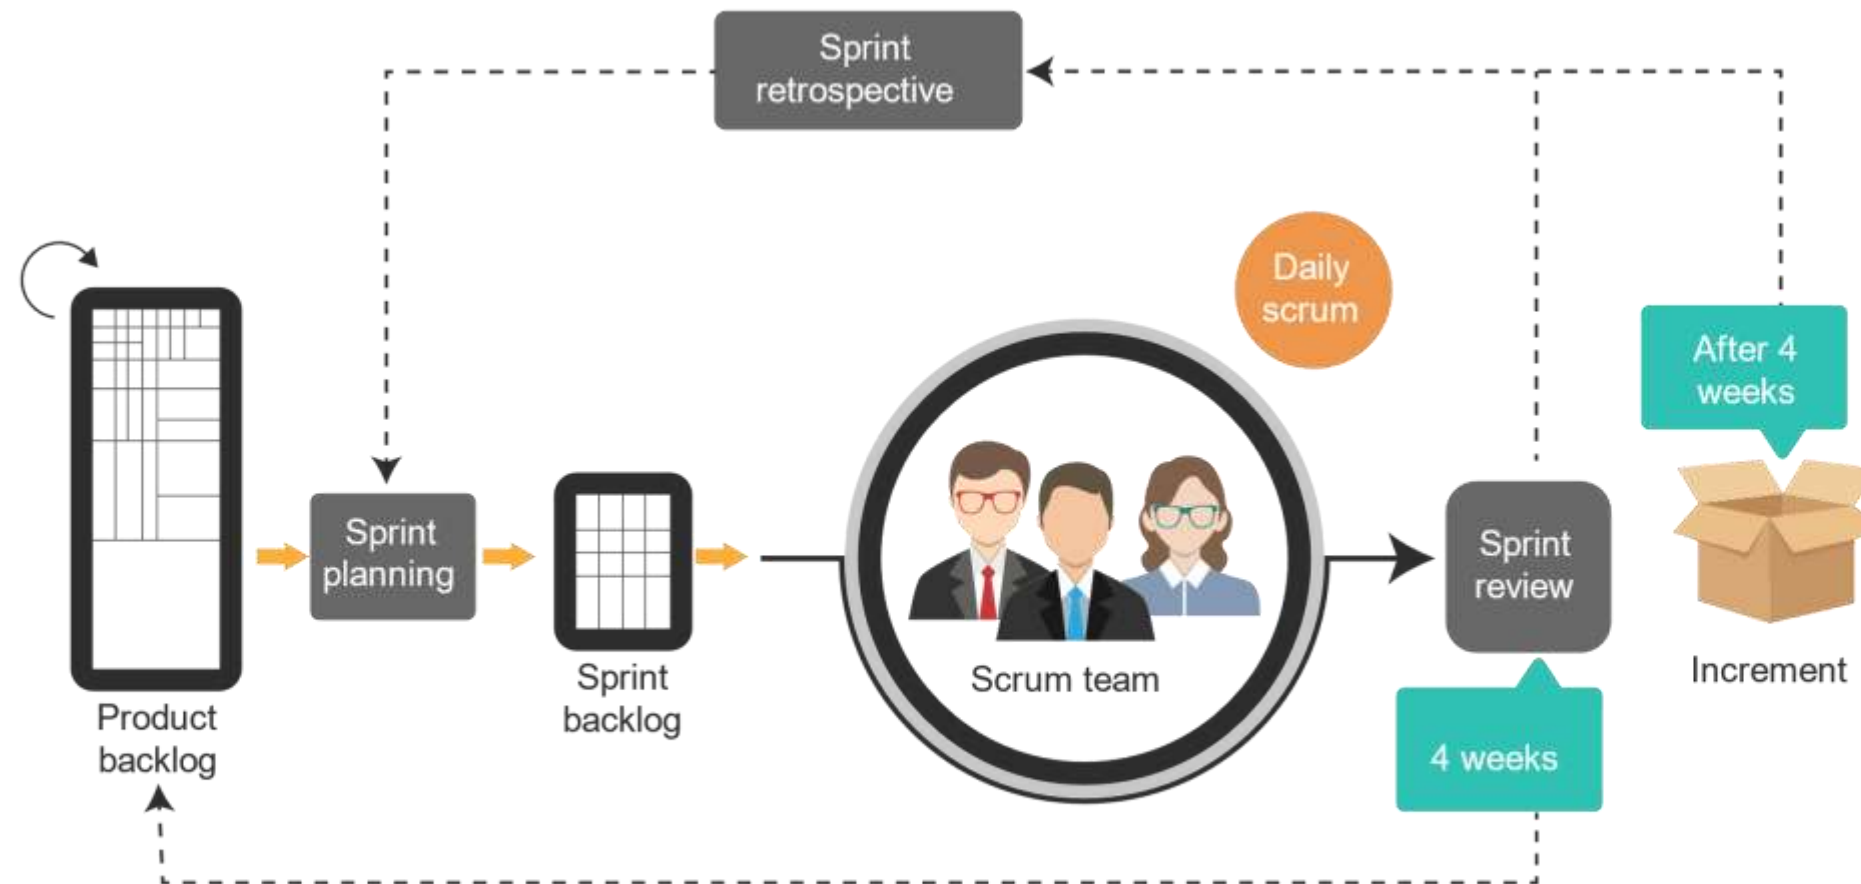 Sprint
retrospective
Daily
scrum
After 4
weeks
Sprint
planning
Sprint
review
Scrum team
Increment
Sprint
backlog
Product
backlog
4 weeks